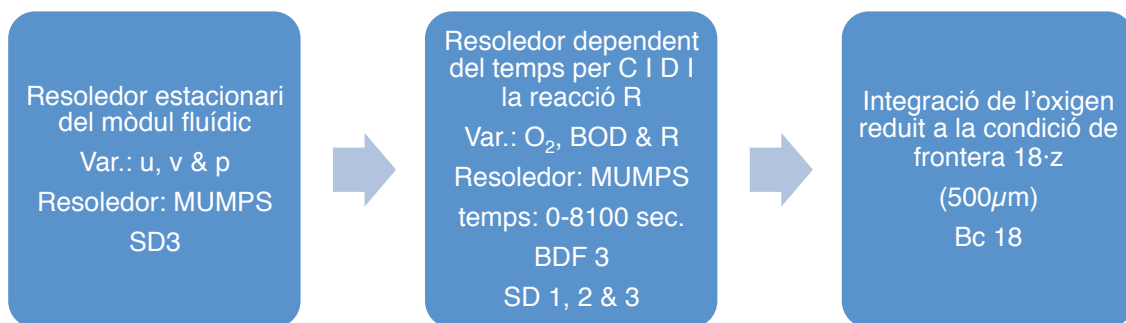 Resoledor estacionari
del mòdul fluídic
Var.: u, v & p
Resoledor: MUMPS
SD3
Resoledor dependent
del temps per C I D I
la reacció R
Var.: O₂, BOD & R
Resoledor: MUMPS
temps: 0-8100 sec.
BDF 3
SD 1, 2 & 3
Integració de l’oxigen
reduit a la condició de
frontera 18·z
(500µm)
Bc 18